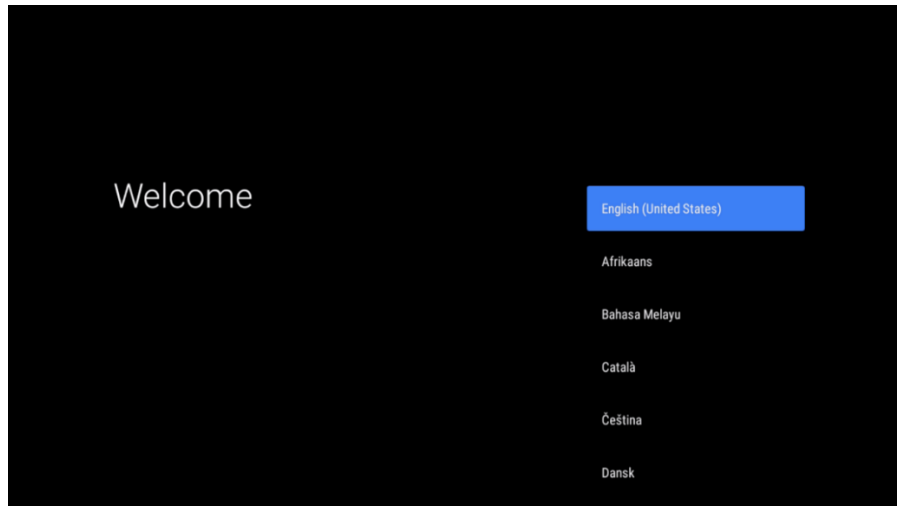 Welcome
English (United States)
Afrikaans
Bahasa Melayu
Català
Čeština
Dansk